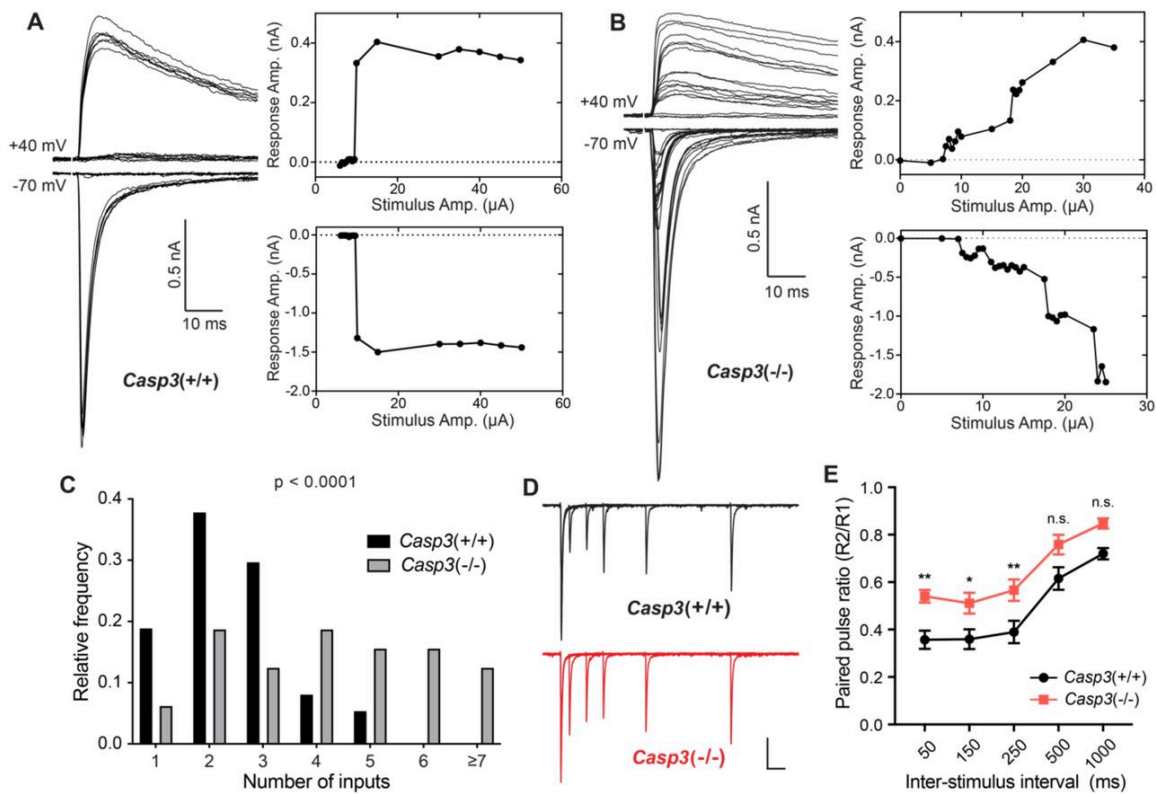 A
+40 mV
-70 mV
0.5 nA
10 ms
Casp3(+/+)
Response Amp. (nA)
0.4
0.2
0.0
0
20
40
60
Stimulus Amp. (µA)
Response Amp. (nA)
0.0
-0.5
-1.0
-1.5
-2.0
0
20
40
60
Stimulus Amp. (µA)
B
+40 mV
-70 mV
0.5 nA
10 ms
Casp3(-/-)
Response Amp. (nA)
0.4
0.2
0.0
0
10
20
30
40
Stimulus Amp. (µA)
Response Amp. (nA)
0.0
-0.5
-1.0
-1.5
-2.0
0
10
20
30
Stimulus Amp. (µA)
C
p < 0.0001
Casp3(+/+)
Casp3(-/-)
Relative frequency
0.4
0.3
0.2
0.1
0.0
1
2
3
4
5
6
≥7
Number of inputs
D
Casp3(+/+)
Casp3(-/-)
E
Paired pulse ratio (R2/R1)
1.0
0.8
0.6
0.4
0.2
0.0
**
*
**
n.s.
n.s.
Casp3(+/+)
Casp3(-/-)
50
150
250
500
1000
Inter-stimulus interval (ms)